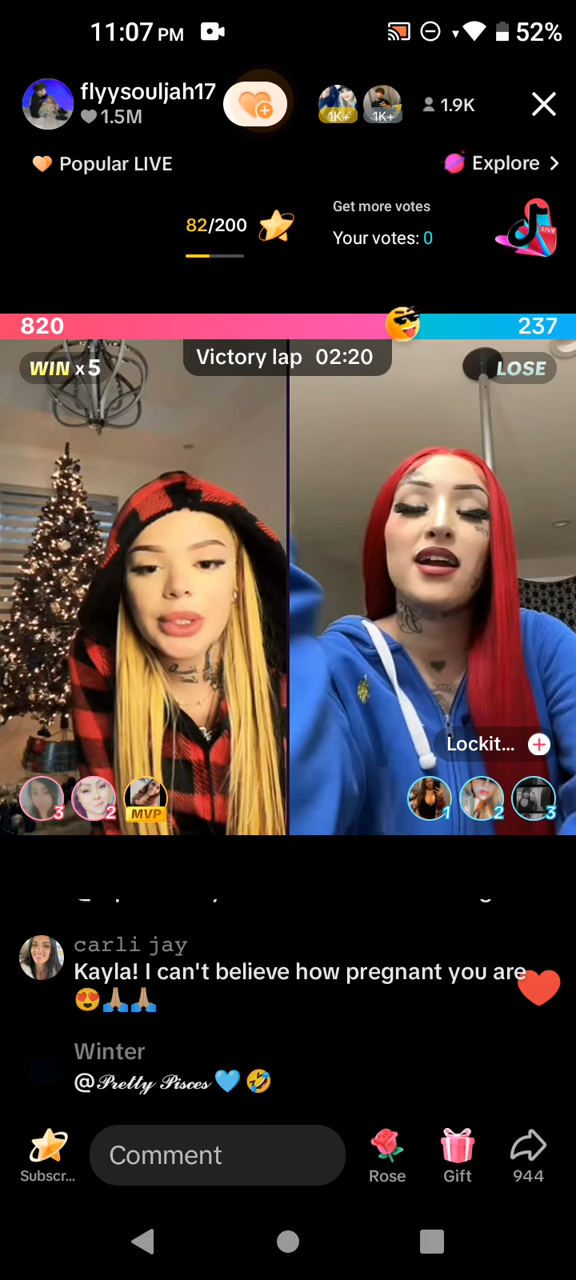 11:07 PM
52%
flyysouljah17
1.5M
1K+
1K+
1.9K
Popular LIVE
Explore
82/200
Get more votes
Your votes: 0
LIVE
820
237
Victory lap 02:20
WIN x5
LOSE
Lockit...
3
2
MVP
1
2
3
carli jay
Kayla! I can't believe how pregnant you are
😍🙏🏽🙏🏽
Winter
@𝒫𝓇𝑒𝓉𝓉𝓎 𝒫𝒾𝓈𝒸𝑒𝓈 🩵🤣
Subscr...
Comment
Rose
Gift
944